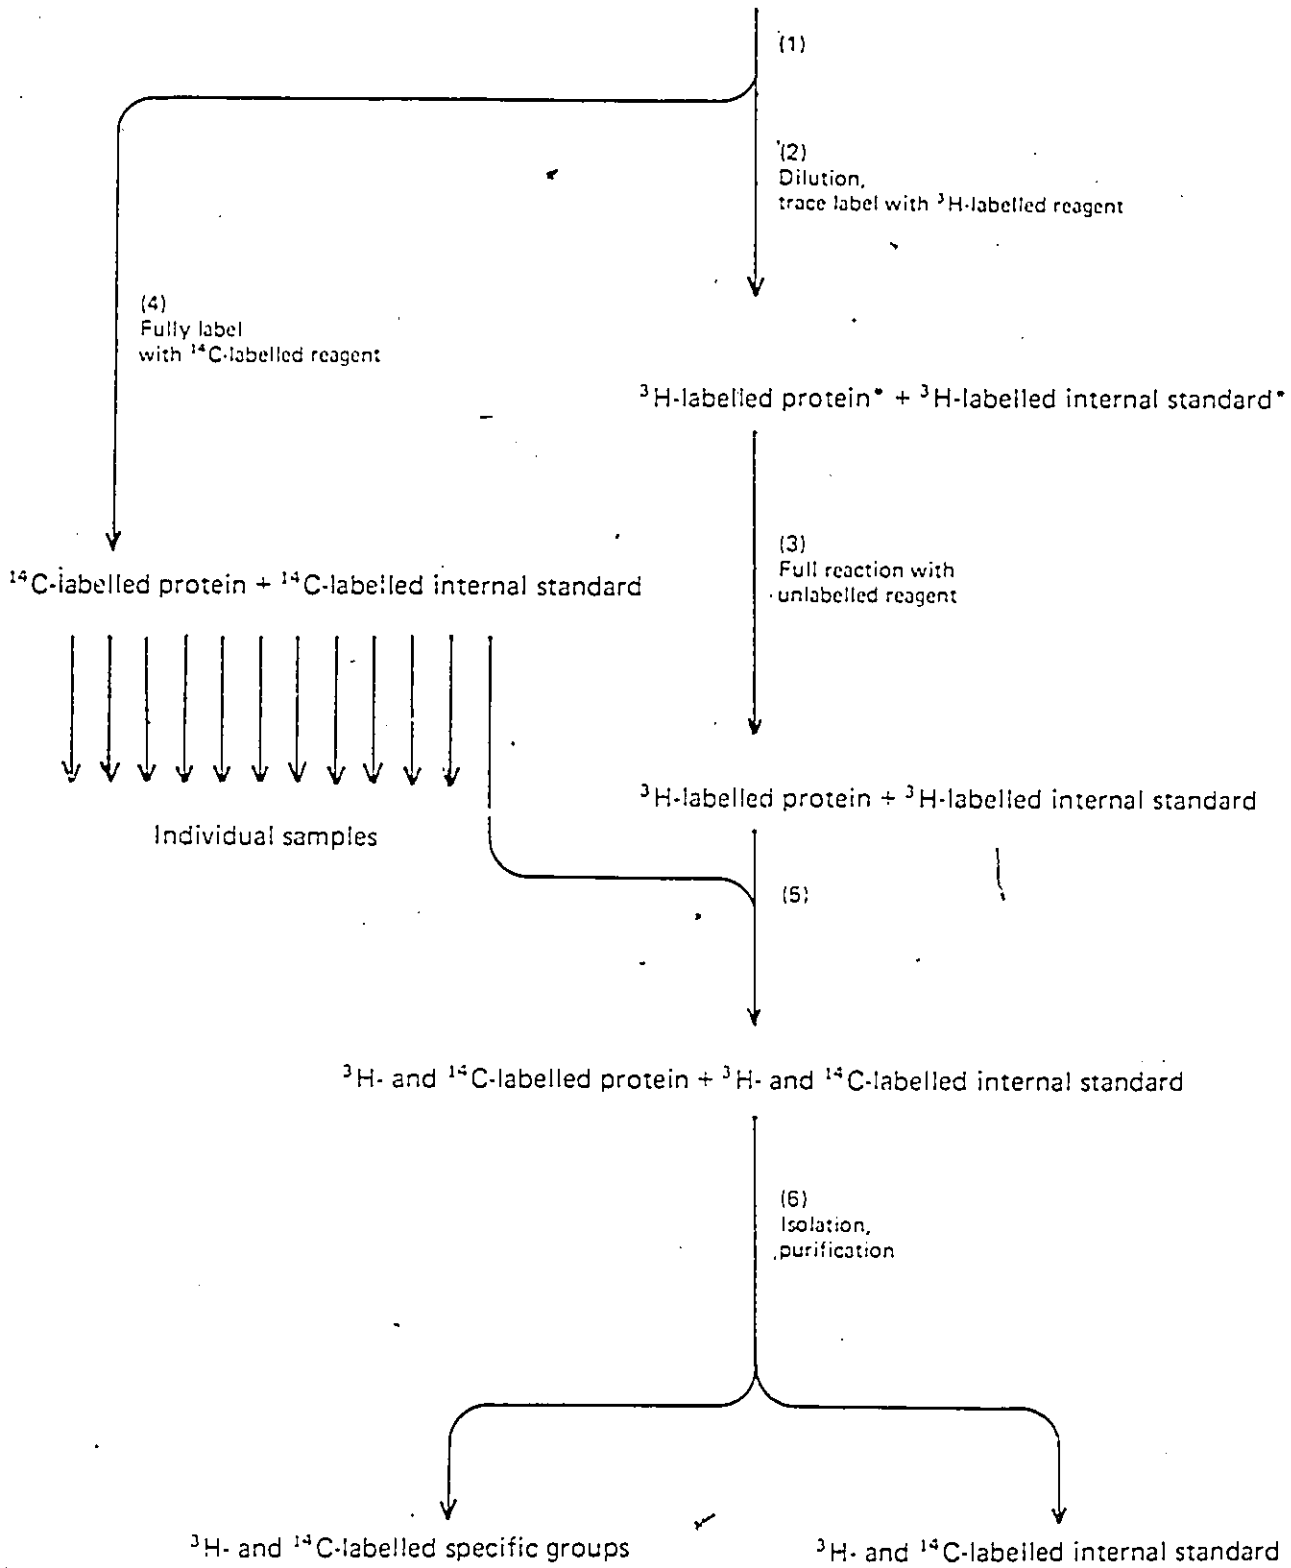 (1)
(2)
Dilution,
trace label with ³H-labelled reagent
(4)
Fully label
with ¹⁴C-labelled reagent
³H-labelled protein* + ³H-labelled internal standard*
(3)
Full reaction with
unlabelled reagent
¹⁴C-labelled protein + ¹⁴C-labelled internal standard
³H-labelled protein + ³H-labelled internal standard
Individual samples
(5)
³H- and ¹⁴C-labelled protein + ³H- and ¹⁴C-labelled internal standard
(6)
Isolation,
purification
³H- and ¹⁴C-labelled specific groups
³H- and ¹⁴C-labelled internal standard